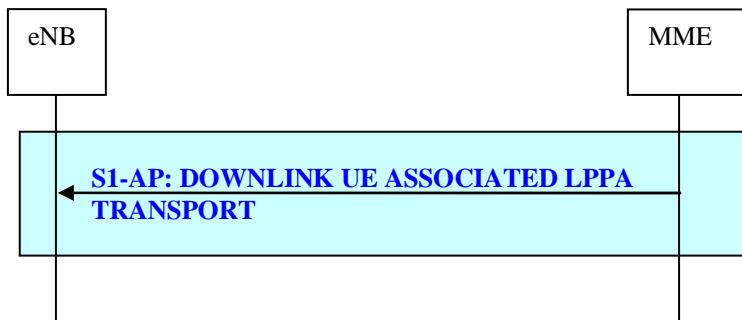 eNB
MME
S1-AP: DOWNLINK UE ASSOCIATED LPPA
TRANSPORT